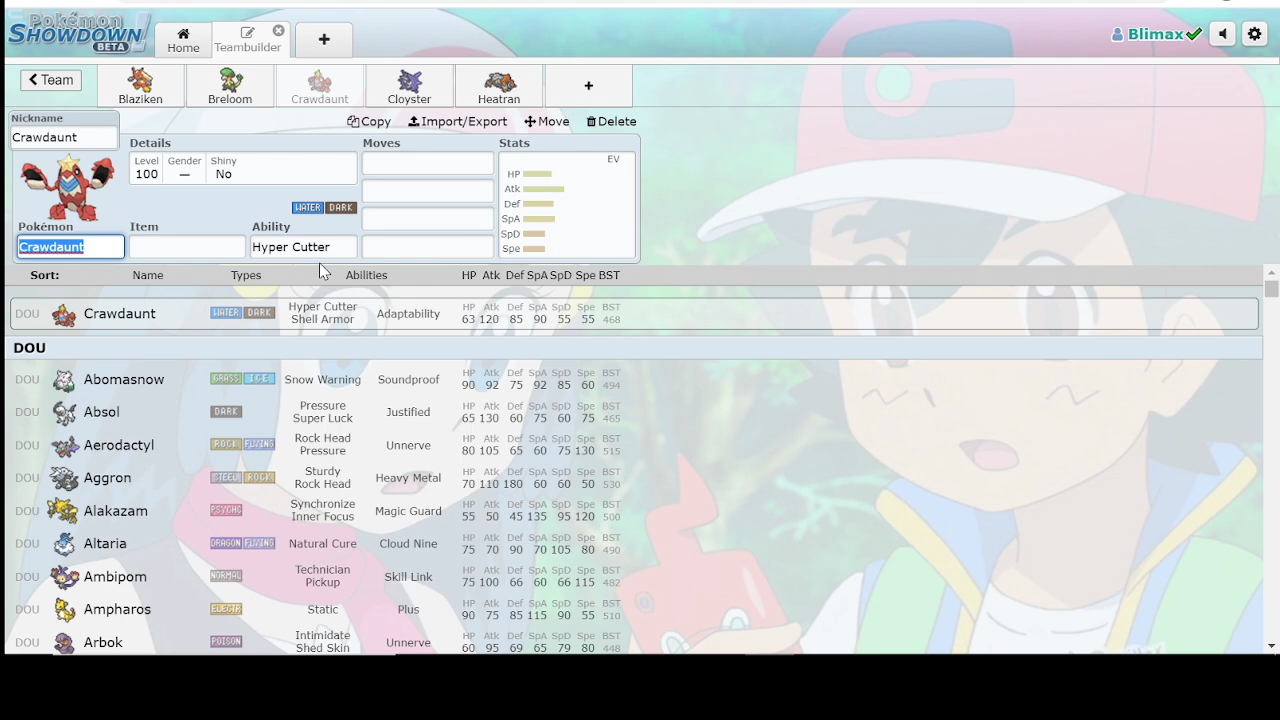 Pokémon
SHOWDOWN!
BETA
Home
Teambuilder
+
Blimax
Team
Blaziken
Breloom
Crawdaunt
Cloyster
Heatran
+
Nickname
Crawdaunt
Copy Import/Export Move Delete
Details
Level Gender Shiny
100 — No
WATER DARK
Moves
Stats
EV
HP
Atk
Def
SpA
SpD
Spe
Pokémon Item Ability
Crawdaunt Hyper Cutter
Sort: Name Types Abilities HP Atk Def SpA SpD Spe BST
DOU Crawdaunt WATER DARK Hyper Cutter Shell Armor Adaptability HP 63 Atk 120 Def 85 SpA 90 SpD 55 Spe 55 BST 468
DOU
DOU Abomasnow GRASS ICE Snow Warning Soundproof HP 90 Atk 92 Def 75 SpA 92 SpD 85 Spe 60 BST 494
DOU Absol DARK Pressure Super Luck Justified HP 65 Atk 130 Def 60 SpA 75 SpD 60 Spe 75 BST 465
DOU Aerodactyl ROCK FLYING Rock Head Pressure Unnerve HP 80 Atk 105 Def 65 SpA 60 SpD 75 Spe 130 BST 515
DOU Aggron STEEL ROCK Sturdy Rock Head Heavy Metal HP 70 Atk 110 Def 180 SpA 60 SpD 60 Spe 50 BST 530
DOU Alakazam PSYCHC Synchronize Inner Focus Magic Guard HP 55 Atk 50 Def 45 SpA 135 SpD 95 Spe 120 BST 500
DOU Altaria DRAGON FLYING Natural Cure Cloud Nine HP 75 Atk 70 Def 90 SpA 70 SpD 105 Spe 80 BST 490
DOU Ambipom NORMAL Technician Pickup Skill Link HP 75 Atk 100 Def 66 SpA 60 SpD 66 Spe 115 BST 482
DOU Ampharos ELECTR Static Plus HP 90 Atk 75 Def 85 SpA 115 SpD 90 Spe 55 BST 510
DOU Arbok POISON Intimidate Shed Skin Unnerve HP 60 Atk 95 Def 69 SpA 65 SpD 79 Spe 80 BST 448